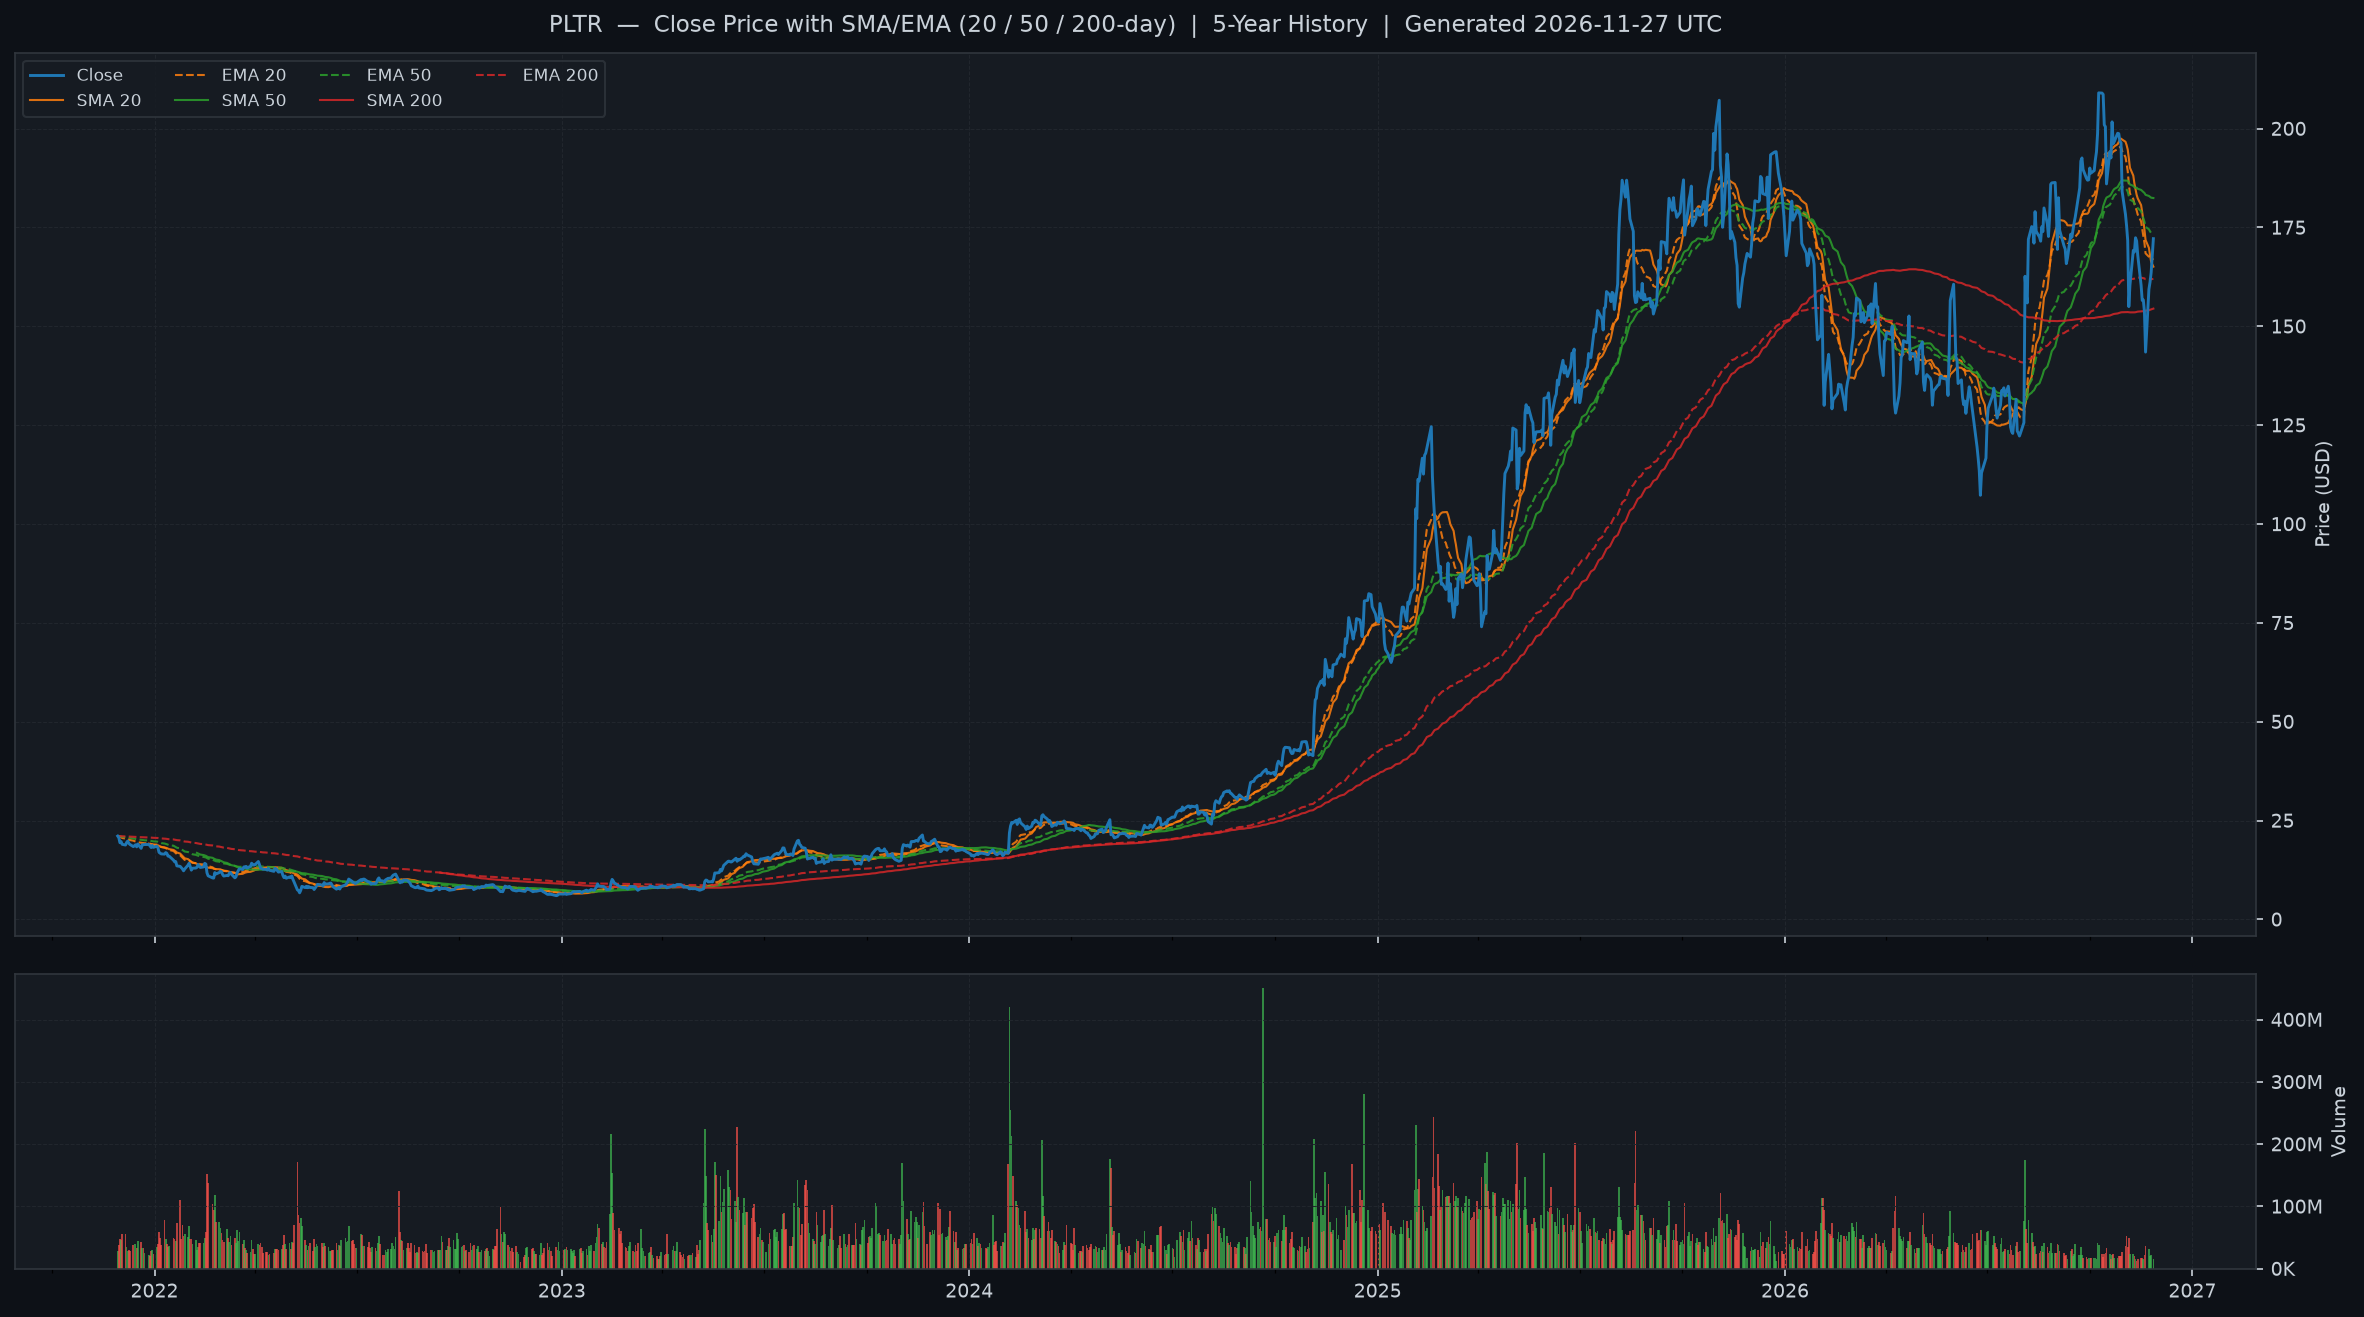 PLTR — Close Price with SMA/EMA (20 / 50 / 200-day) | 5-Year History | Generated 2026-11-27 UTC
Close EMA 20 EMA 50 EMA 200
SMA 20 SMA 50 SMA 200
200
175
150
125
100
75
50
25
0
Price (USD)
400M
300M
200M
100M
0K
Volume
2022 2023 2024 2025 2026 2027